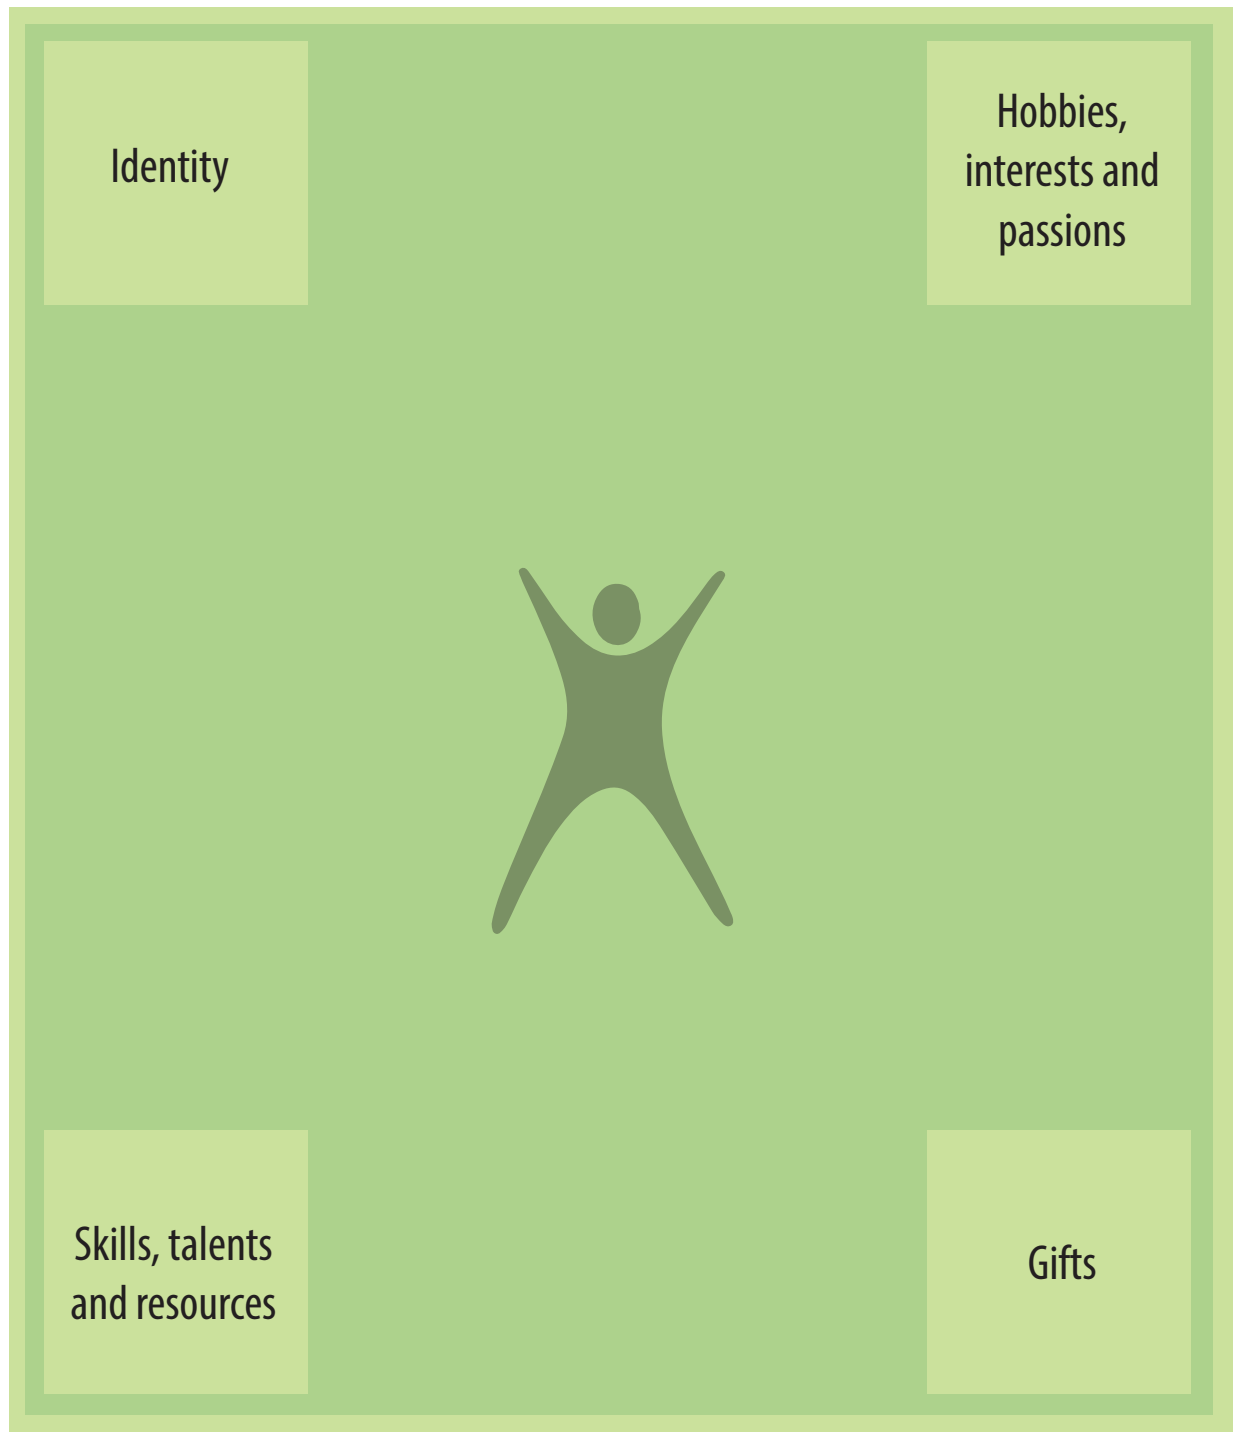 Identity
Hobbies,
interests and
passions
Skills, talents
and resources
Gifts